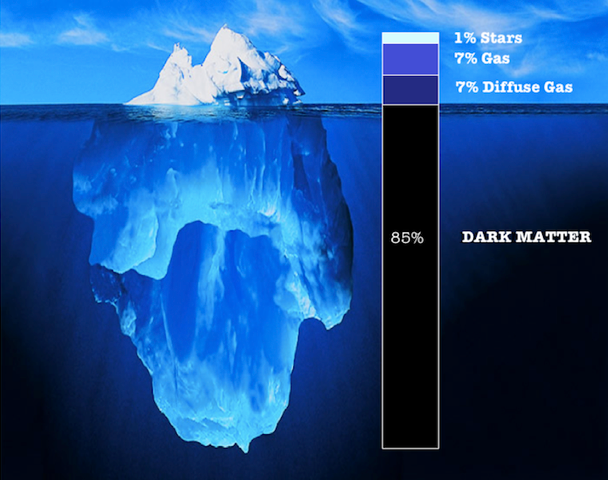 1% Stars
7% Gas
7% Diffuse Gas
85%
DARK MATTER